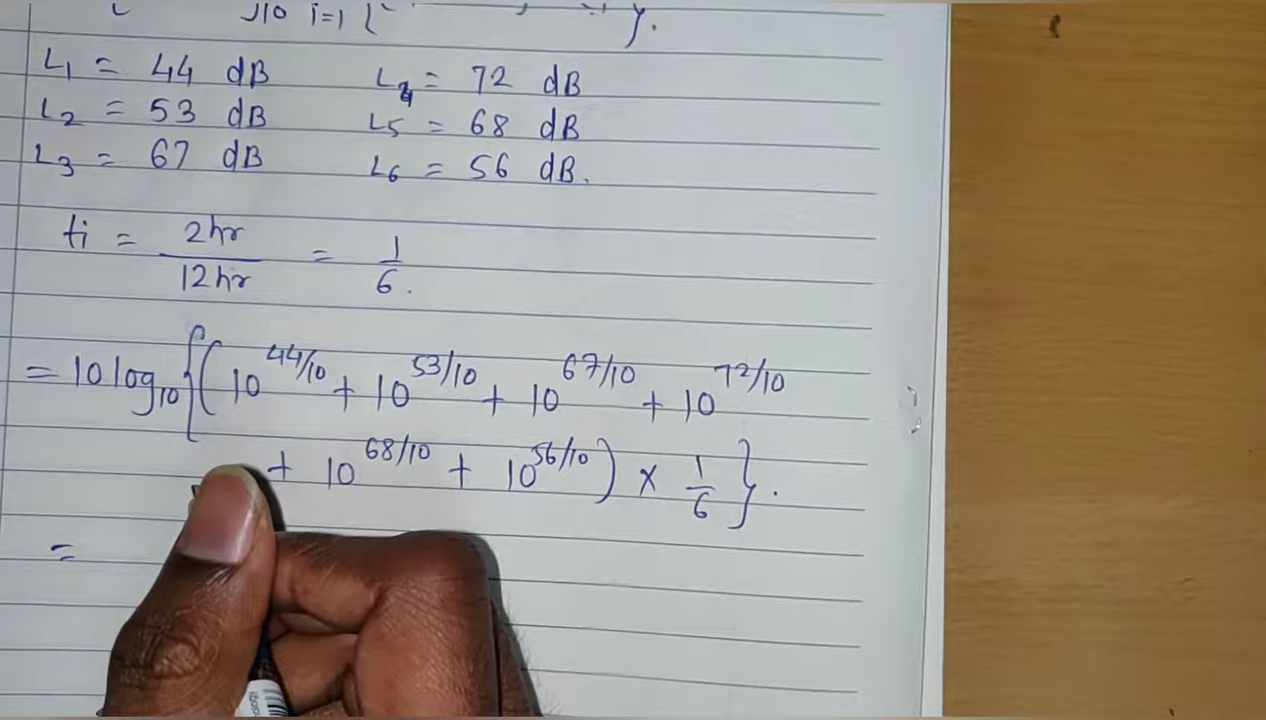 i=1
L1 = 44 dB L4 = 72 dB
L2 = 53 dB L5 = 68 dB
L3 = 67 dB L6 = 56 dB.
ti = 2hr/12hr = 1/6.
= 10 log10 {(10^44/10 + 10^53/10 + 10^67/10 + 10^72/10
+ 10^68/10 + 10^56/10) × 1/6}.
=